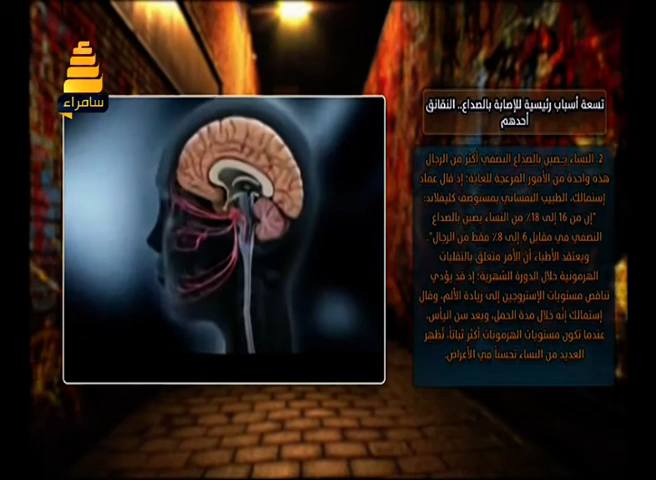 سامراء
تسعة أسباب رئيسية للإصابة بالصداع.. النقانق
أحدهم
2. النساء يصبن بالصداع النصفي أكثر من الرجال
هذه واحدة من الأمور المزعجة للغاية؛ إذ قال عماد
إستمالك، الطبيب النفساني بمستوصف كليفلاند:
"إن من 16 إلى 18٪ من النساء يصبن بالصداع
النصفي في مقابل 6 إلى 8٪ فقط من الرجال".
ويعتقد الأطباء أن الأمر متعلق بالتقلبات
الهرمونية خلال الدورة الشهرية؛ إذ قد يؤدي
تناقص مستويات الإستروجين إلى زيادة الألم، وقال
إستمالك إنَّه خلال مدة الحمل، وبعد سن اليأس،
عندما تكون مستويات الهرمونات أكثر ثباتاً، تُظهر
العديد من النساء تحسناً في الأعراض.